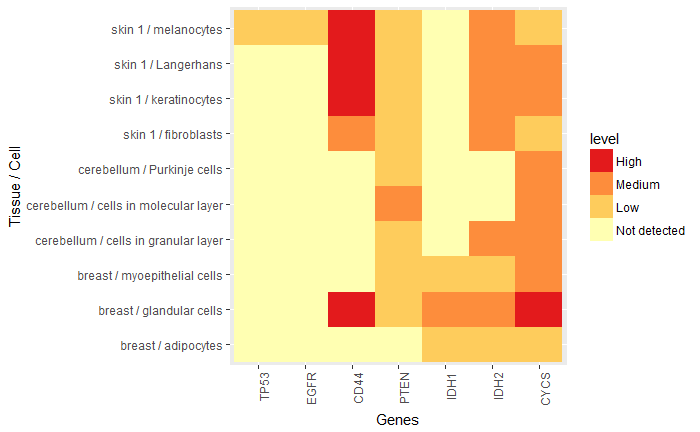 skin 1 / melanocytes
skin 1 / Langerhans
skin 1 / keratinocytes
skin 1 / fibroblasts
cerebellum / Purkinje cells
cerebellum / cells in molecular layer
cerebellum / cells in granular layer
breast / myoepithelial cells
breast / glandular cells
breast / adipocytes
Tissue / Cell
TP53
EGFR
CD44
PTEN
IDH1
IDH2
CYCS
Genes
level
High
Medium
Low
Not detected